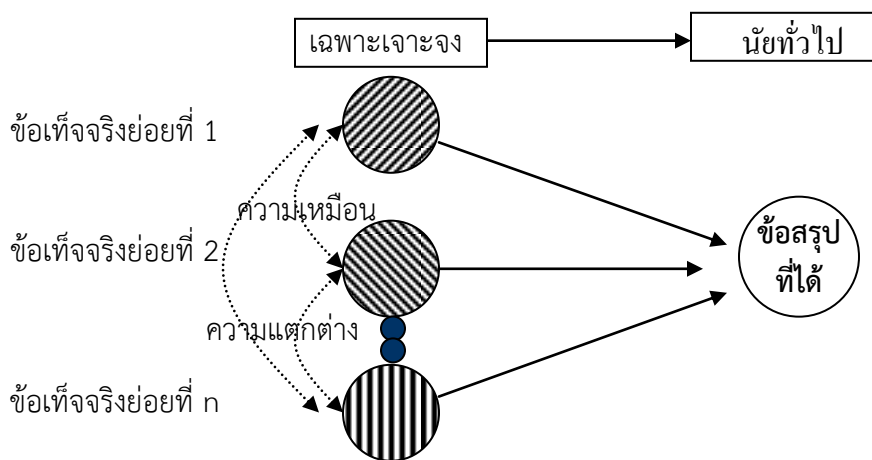 เฉพาะเจาะจง
นัยทั่วไป
ข้อเท็จจริงย่อยที่ 1
ความเหมือน
ข้อเท็จจริงย่อยที่ 2
ข้อสรุป
ที่ได้
ความแตกต่าง
ข้อเท็จจริงย่อยที่ n